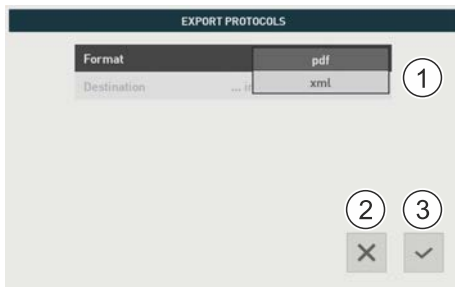 EXPORT PROTOCOLS
Format pdf
Destination ... i xml
1
2 3